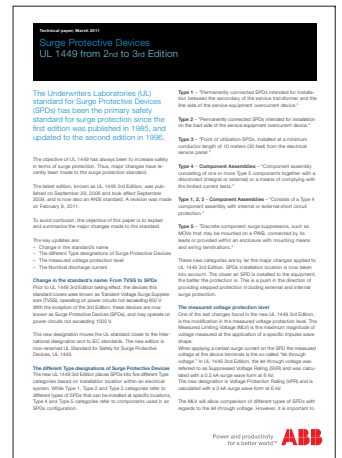 Technical paper, March 2011
Surge Protective Devices
UL 1449 from 2nd to 3rd Edition
The Underwriters Laboratories (UL)
standard for Surge Protective Devices
(SPDs) has been the primary safety
standard for surge protection since the
first edition was published in 1985, and
updated to the second edition in 1996.
The objective of UL 1449 has always been to increase safety
in terms of surge protection. Thus, major changes have re-
cently been made to the surge protection standard.
The latest edition, known as UL 1449 3rd Edition, was pub-
lished on September 29, 2006 and took effect September
2009, and is now also an ANSI standard. A revision was made
on February 8, 2011.
To avoid confusion, the objective of this paper is to explain
and summarize the major changes made to the standard.
The key updates are:
– Change in the standard's name
– The different Type designations of Surge Protective Devices
– The measured voltage protection level
– The Nominal discharge current
Change in the standard's name: From TVSS to SPDs
Prior to UL 1449 3rd Edition taking effect, the devices this
standard covers were known as Transient Voltage Surge Suppres-
sors (TVSS), operating on power circuits not exceeding 600 V.
With the inception of the 3rd Edition, these devices are now
known as Surge Protective Devices (SPDs), and may operate on
power circuits not exceeding 1000 V.
This new designation moves the UL standard closer to the inter-
national designation and to IEC standards. The new edition is
now renamed UL Standard for Safety for Surge Protective
Devices, UL 1449.
The different Type designations of Surge Protective Devices
The new UL 1449 3rd Edition places SPDs into five different Type
categories based on installation location within an electrical
system. While Type 1, Type 2 and Type 3 categories refer to
different types of SPDs that can be installed at specific locations,
Type 4 and Type 5 categories refer to components used in an
SPDs configuration.
Type 1 – "Permanently connected SPDs intended for installa-
tion between the secondary of the service transformer and the
line side of the service equipment overcurrent device."
Type 2 – "Permanently connected SPDs intended for installation
on the load side of the service equipment overcurrent device."
Type 3 – "Point of utilization SPDs, installed at a minimum
conductor length of 10 meters (30 feet) from the electrical
service panel."
Type 4 – Component Assemblies – "Component assembly
consisting of one or more Type 5 components together with a
disconnect (integral or external) or a means of complying with
the limited current tests."
Type 1, 2, 3 – Component Assemblies – "Consists of a Type 4
component assembly with internal or external short circuit
protection."
Type 5 – "Discrete component surge suppressors, such as
MOVs that may be mounted on a PWB, connected by its
leads or provided within an enclosure with mounting means
and wiring terminations."
These new categories are by far the major changes applied to
UL 1449 3rd Edition. SPDs installation location is now taken
into account. The closer an SPD is installed to the equipment,
the better the protection is. This is a push in the direction of
providing stepped protection including external and internal
surge protection.
The measured voltage protection level
One of the last changes found in the new UL 1449 3rd Edition,
is the modification in the measured voltage protection level. The
Measured Limiting Voltage (MLV) is the maximum magnitude of
voltage measured at the application of a specific impulse wave
shape.
When applying a certain surge current on the SPD the measured
voltage at the device terminals is the so called "let-through
voltage." In UL 1449 2nd Edition, the let-through voltage was
referred to as Suppressed Voltage Rating (SVR) and was calcu-
lated with a 0.5 kA surge wave form at 6 kV.
The new designation is Voltage Protection Rating (VPR) and is
calculated with a 3 kA surge wave form at 6 kV.
The MLV will allow comparison of different types of SPDs with
regards to the let-through voltage. However, it is important to
Power and productivity
for a better world™
ABB